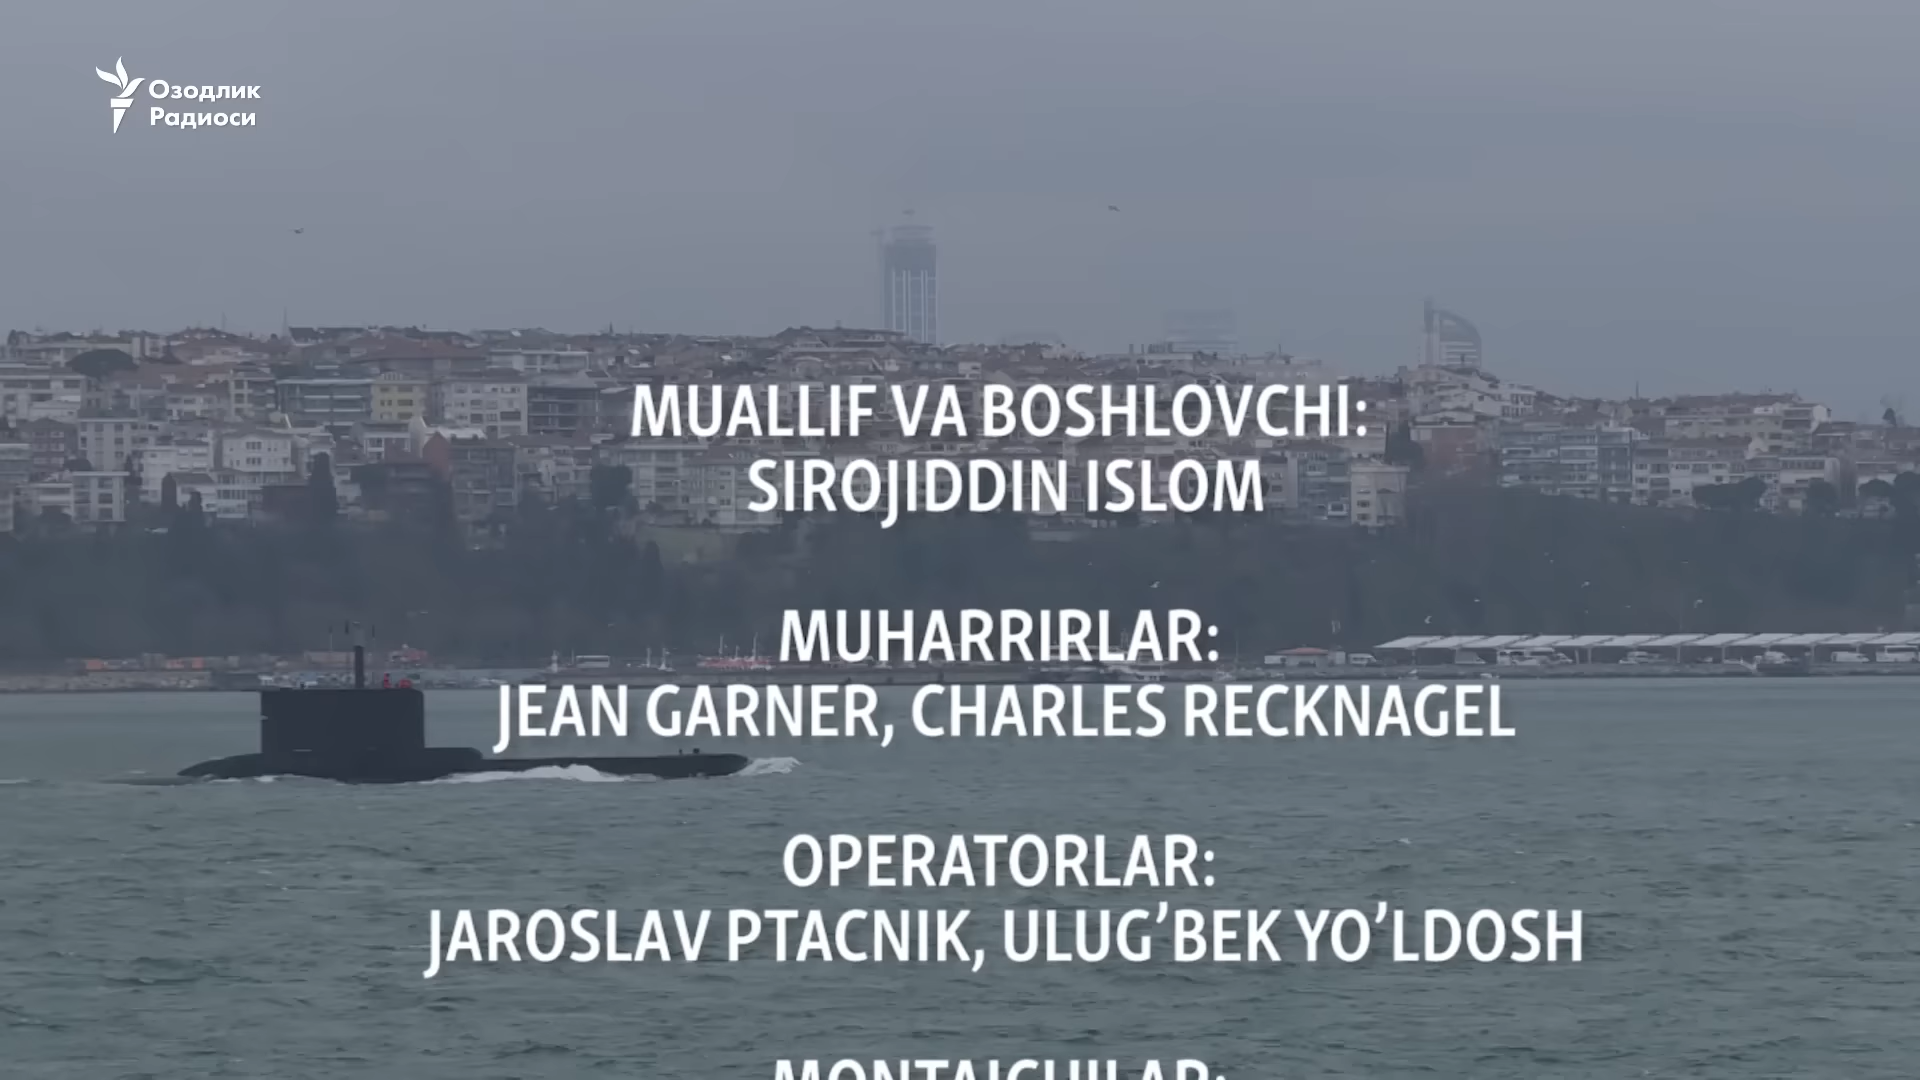 Озодлик
Радиоси
MUALLIF VA BOSHLOVCHI:
SIROJIDDIN ISLOM
MUHARRIRLAR:
JEAN GARNER, CHARLES RECKNAGEL
OPERATORLAR:
JAROSLAV PTACNIK, ULUG’BEK YO’LDOSH